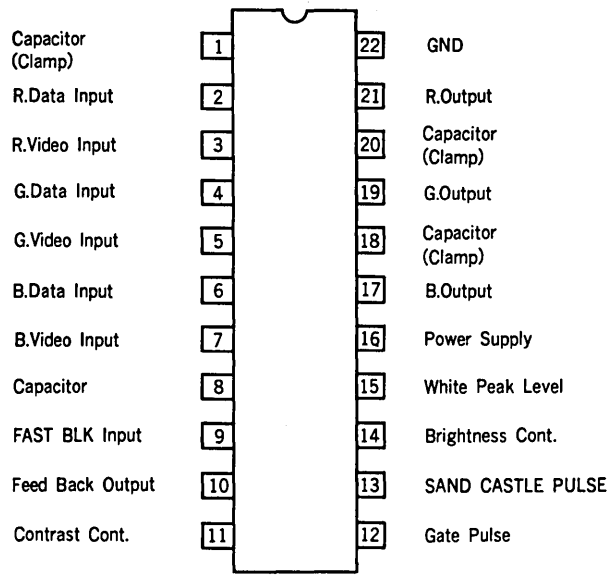 Capacitor
(Clamp)
1
22
GND
R.Data Input
2
21
R.Output
R.Video Input
3
20
Capacitor
(Clamp)
G.Data Input
4
19
G.Output
G.Video Input
5
18
Capacitor
(Clamp)
B.Data Input
6
17
B.Output
B.Video Input
7
16
Power Supply
Capacitor
8
15
White Peak Level
FAST BLK Input
9
14
Brightness Cont.
Feed Back Output
10
13
SAND CASTLE PULSE
Contrast Cont.
11
12
Gate Pulse